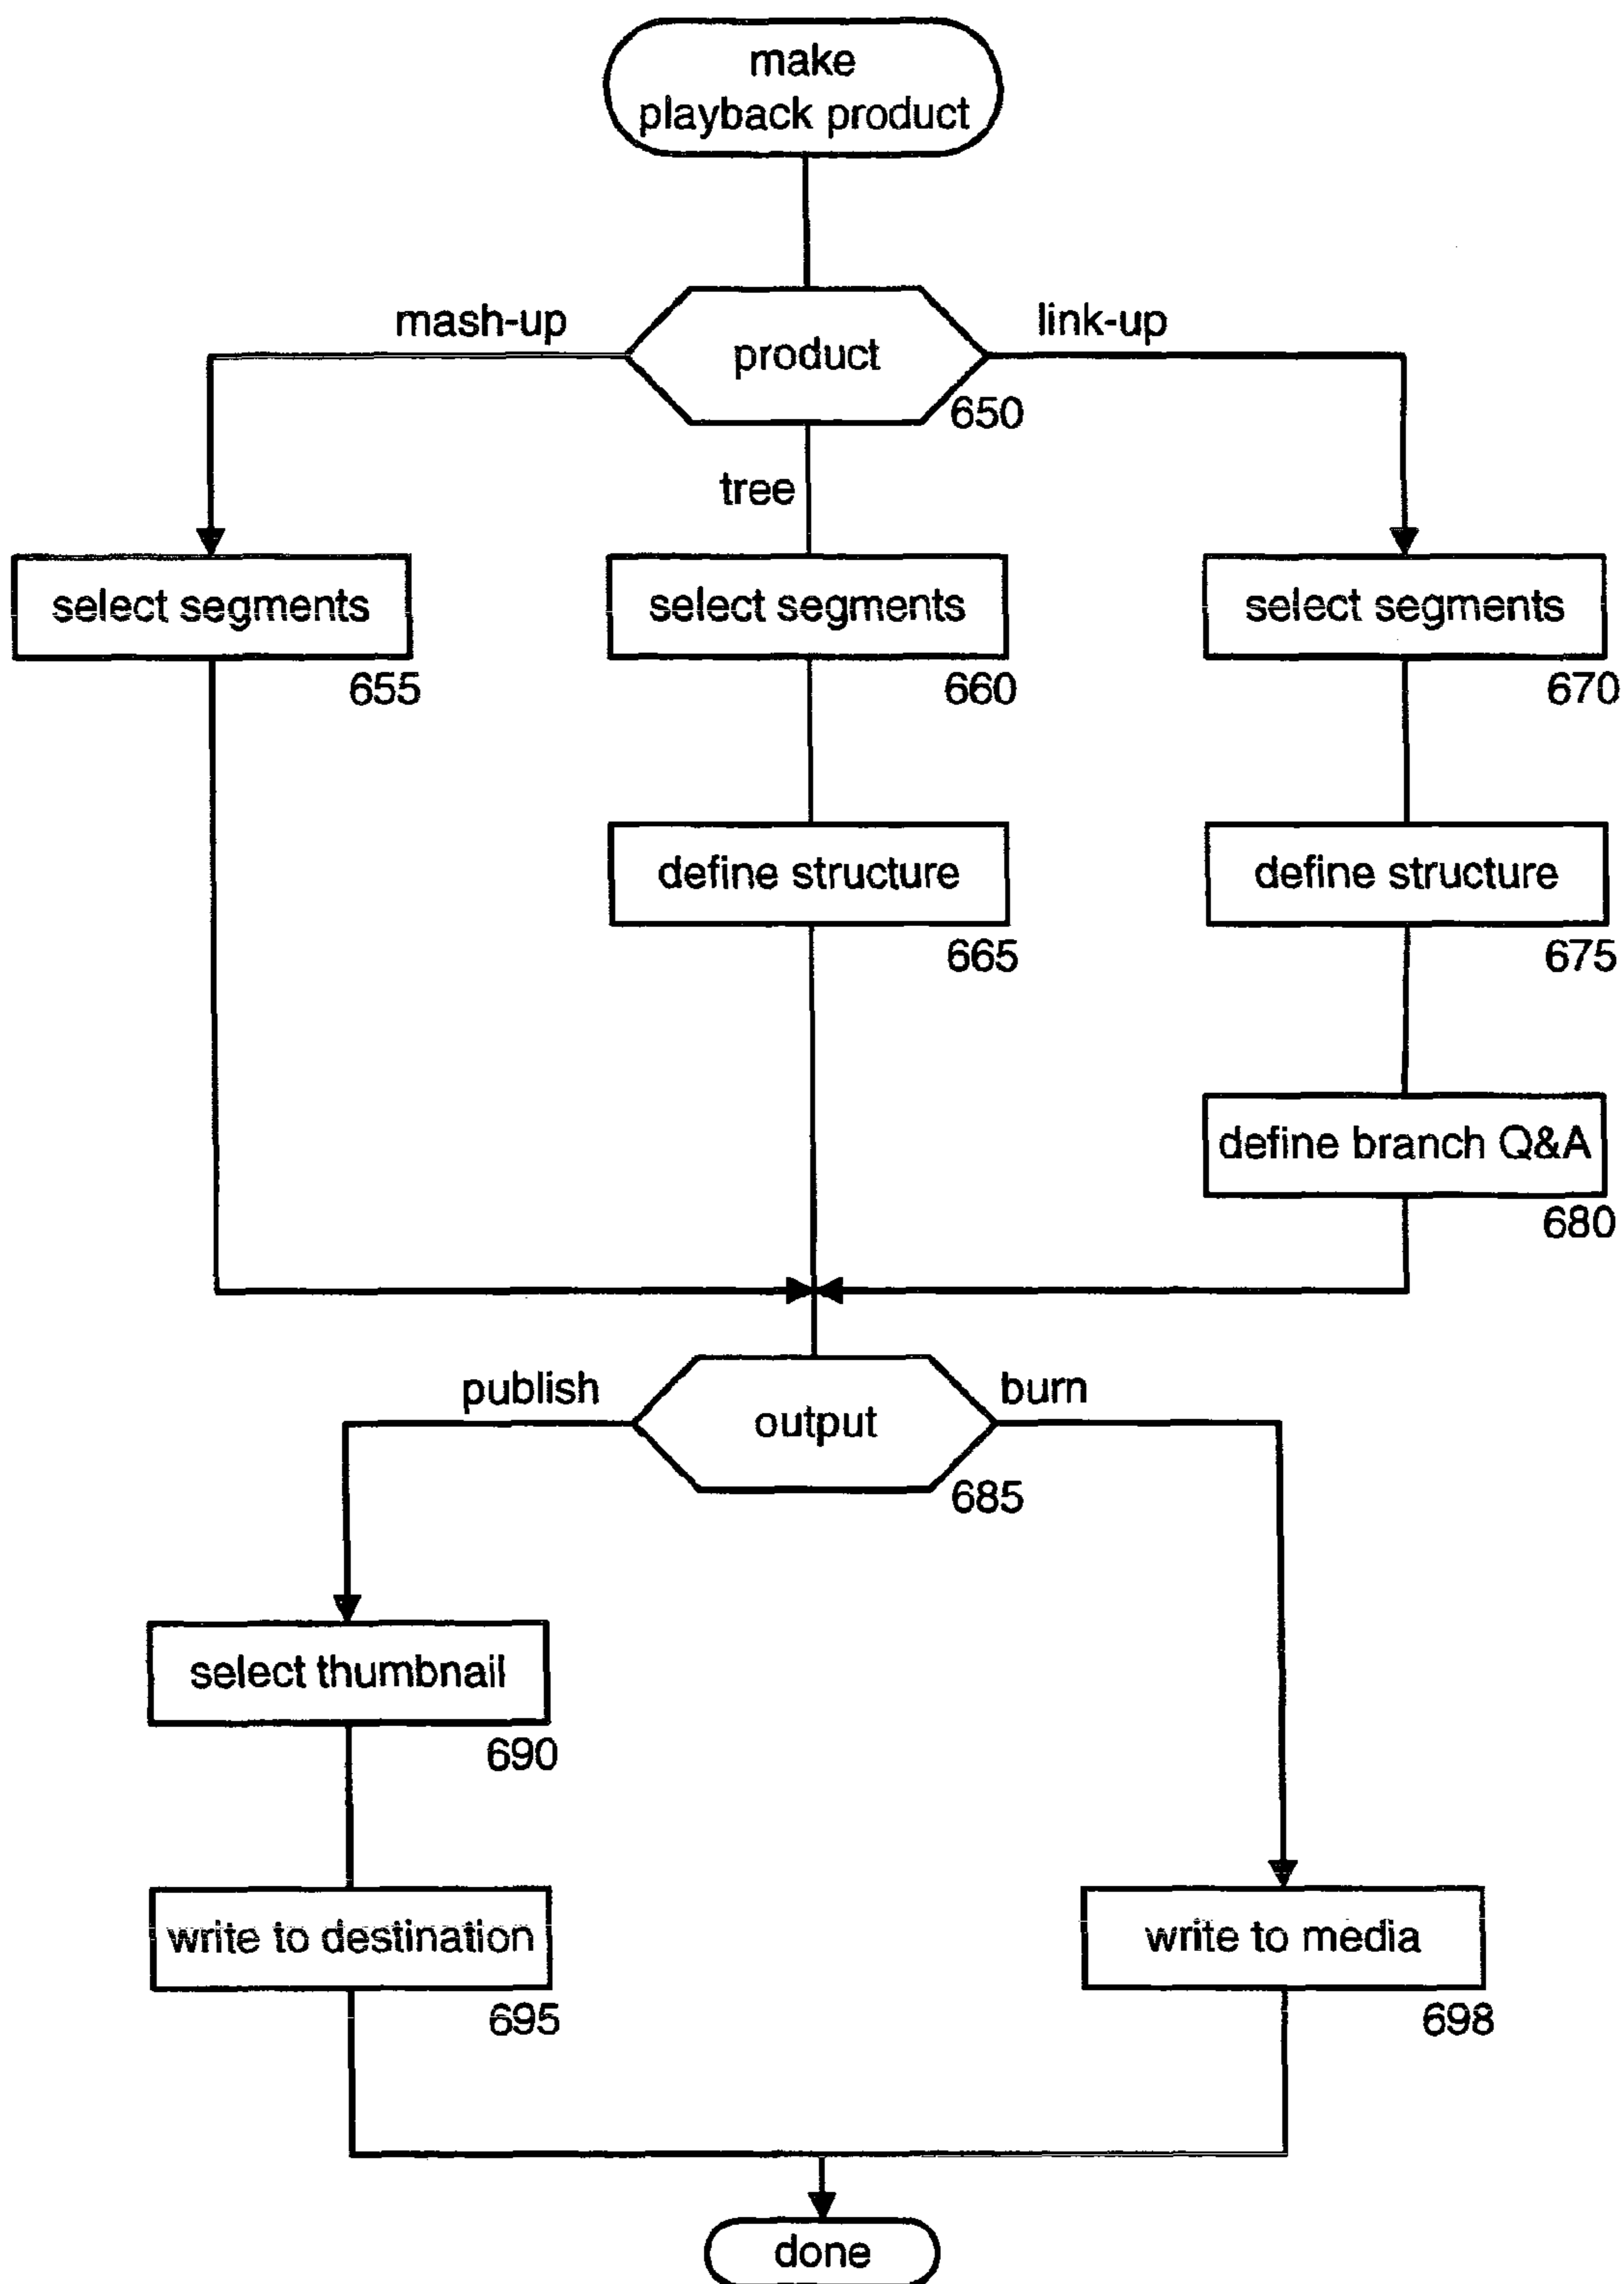 make
playback product
mash-up
link-up
product
650
tree
select segments
select segments
select segments
655
660
670
define structure
define structure
665
675
define branch Q&A
680
publish
burn
output
685
select thumbnail
690
write to destination
write to media
695
698
done